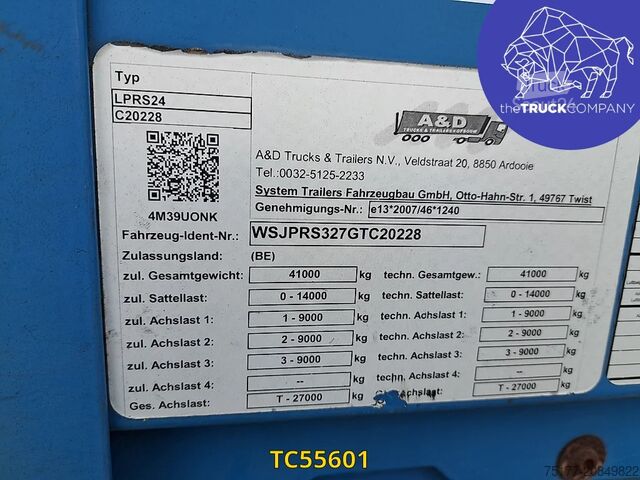 Typ
LPRS24
C20228
4M39UONK
A&D
TRUCKS & TRAILERS KOTBOUW
A&D Trucks & Trailers N.V., Veldstraat 20, 8850 Ardooie
Tel.:0032-5125-2233
System Trailers Fahrzeugbau GmbH, Otto-Hahn-Str. 1, 49767 Twist
Genehmigungs-Nr.: e13*2007/46*1240
Fahrzeug-Ident-Nr.: WSJPRS327GTC20228
Zulassungsland: (BE)
zul. Gesamtgewicht: 41000 kg techn. Gesamtgew.: 41000 kg
zul. Sattellast: 0 - 14000 kg techn. Sattellast: 0 - 14000 kg
zul. Achslast 1: 1 - 9000 kg techn. Achslast 1: 1 - 9000 kg
zul. Achslast 2: 2 - 9000 kg techn. Achslast 2: 2 - 9000 kg
zul. Achslast 3: 3 - 9000 kg techn. Achslast 3: 3 - 9000 kg
zul. Achslast 4: -- kg techn. Achslast 4: -- kg
Ges. Achslast: T - 27000 kg T - 27000 kg
theTRUCKCOMPANY
TC55601